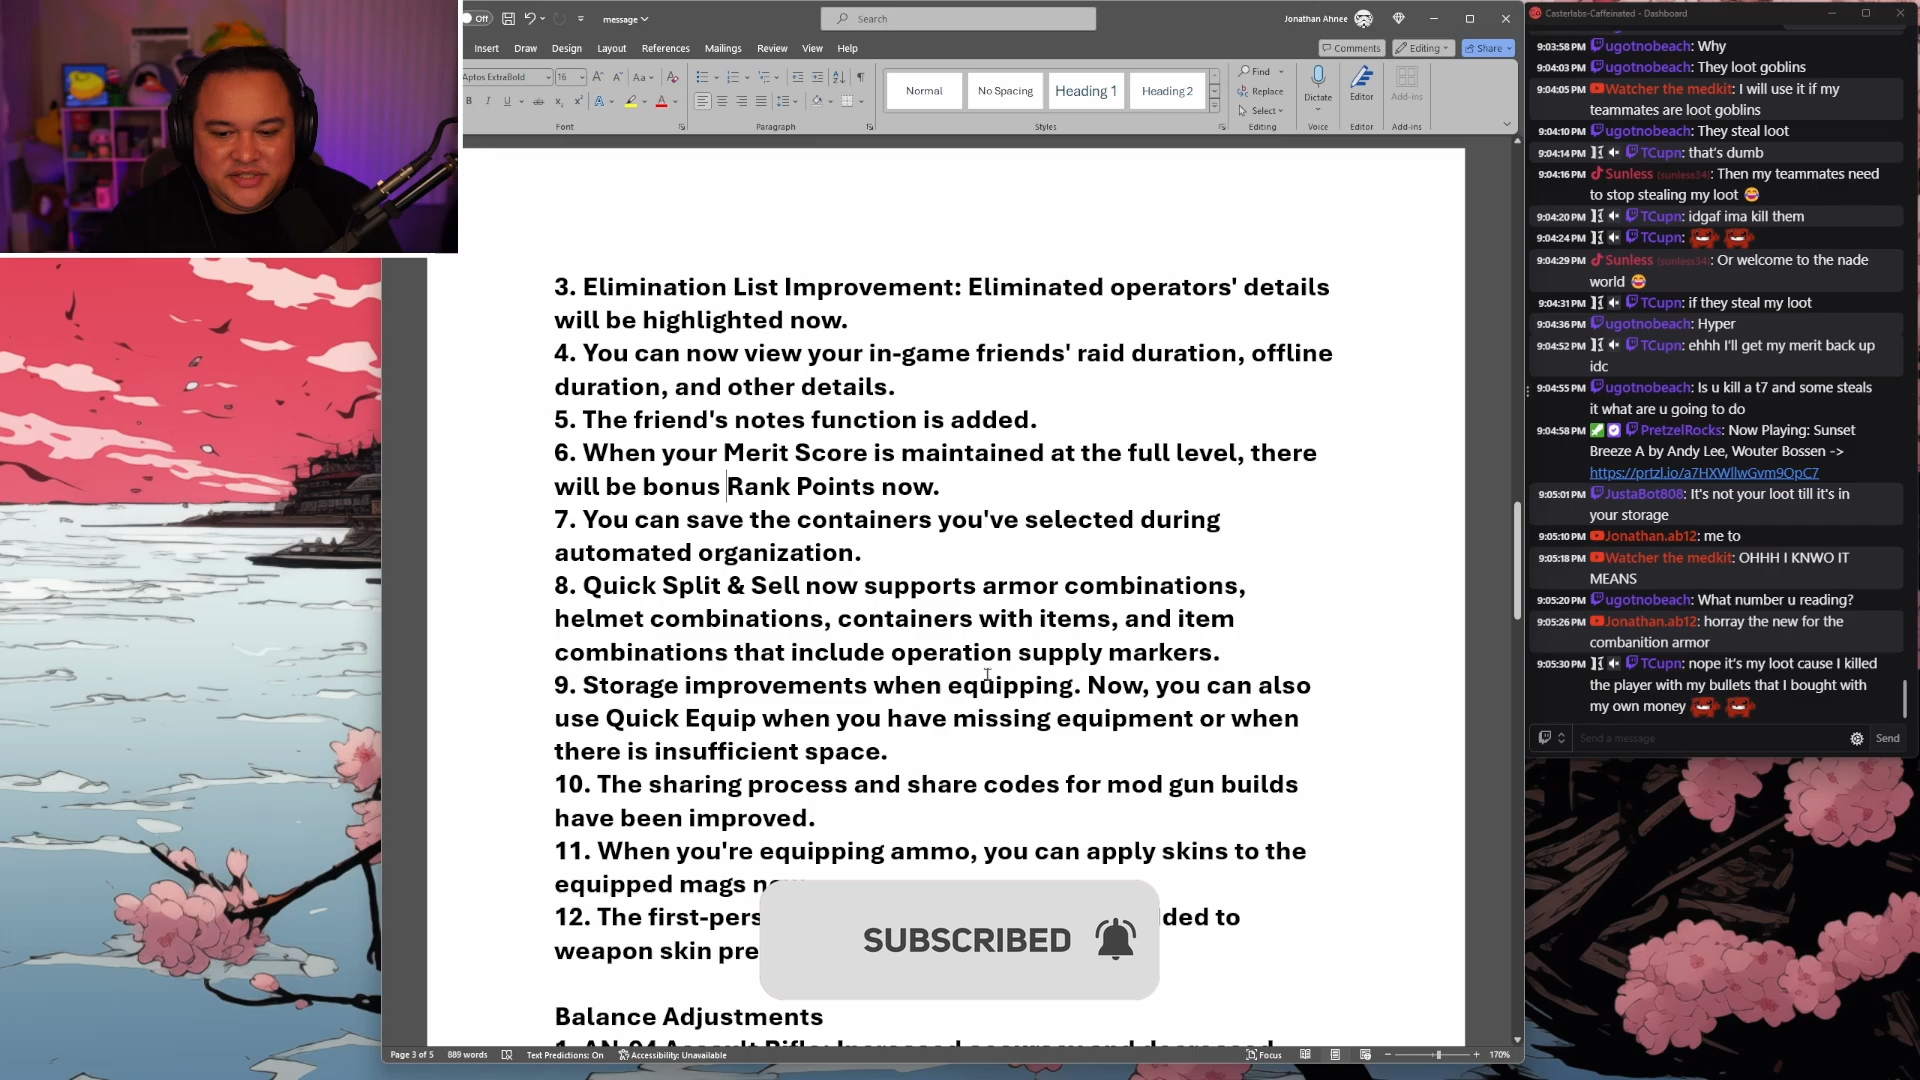 Off
message
Search
Jonathan Ahnee
Insert
Draw
Design
Layout
References
Mailings
Review
View
Help
Comments
Editing
Share
Aptos ExtraBold
16
Normal
No Spacing
Heading 1
Heading 2
Find
Replace
Select
Dictate
Editor
Add-ins
Font
Paragraph
Styles
Editing
Voice
Editor
Add-ins
3. Elimination List Improvement: Eliminated operators' details
will be highlighted now.
4. You can now view your in-game friends' raid duration, offline
duration, and other details.
5. The friend's notes function is added.
6. When your Merit Score is maintained at the full level, there
will be bonus Rank Points now.
7. You can save the containers you've selected during
automated organization.
8. Quick Split & Sell now supports armor combinations,
helmet combinations, containers with items, and item
combinations that include operation supply markers.
9. Storage improvements when equipping. Now, you can also
use Quick Equip when you have missing equipment or when
there is insufficient space.
10. The sharing process and share codes for mod gun builds
have been improved.
11. When you're equipping ammo, you can apply skins to the
equipped mags
12. The first-pers ded to
weapon skin pre
SUBSCRIBED
Balance Adjustments
Page 3 of 5
889 words
Text Predictions: On
Accessibility: Unavailable
Focus
170%
Casterlabs-Caffeinated - Dashboard
9:03:58 PM ugotnobeach: Why
9:04:03 PM ugotnobeach: They loot goblins
9:04:05 PM Watcher the medkit: I will use it if my
teammates are loot goblins
9:04:10 PM ugotnobeach: They steal loot
9:04:14 PM TCupn: that's dumb
9:04:16 PM Sunless (sunless34): Then my teammates need
to stop stealing my loot 😂
9:04:20 PM TCupn: idgaf ima kill them
9:04:24 PM TCupn:
9:04:29 PM Sunless (sunless34): Or welcome to the nade
world 😂
9:04:31 PM TCupn: if they steal my loot
9:04:36 PM ugotnobeach: Hyper
9:04:52 PM TCupn: ehhh I'll get my merit back up
idc
9:04:55 PM ugotnobeach: Is u kill a t7 and some steals
it what are u going to do
9:04:58 PM PretzelRocks: Now Playing: Sunset
Breeze A by Andy Lee, Wouter Bossen ->
https://prtzl.io/a7HXWllwGvm9OpC7
9:05:01 PM JustaBot808: It's not your loot till it's in
your storage
9:05:10 PM Jonathan.ab12: me to
9:05:18 PM Watcher the medkit: OHHH I KNWO IT
MEANS
9:05:20 PM ugotnobeach: What number u reading?
9:05:26 PM Jonathan.ab12: horray the new for the
combanition armor
9:05:30 PM TCupn: nope it's my loot cause I killed
the player with my bullets that I bought with
my own money
Send a message
Send